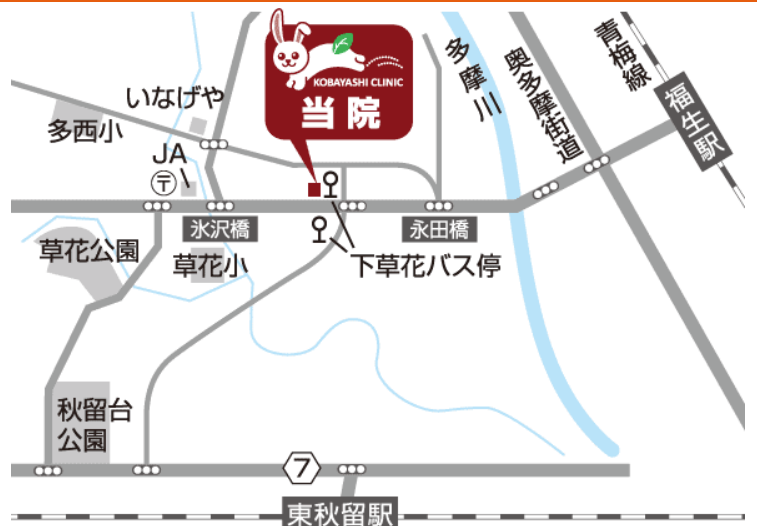 KOBAYASHI CLINIC
当院
多摩川
奥多摩街道
青梅線
福生駅
いなげや
多西小
JA
〒
氷沢橋
永田橋
草花公園
草花小
下草花バス停
秋留台
公園
7
東秋留駅